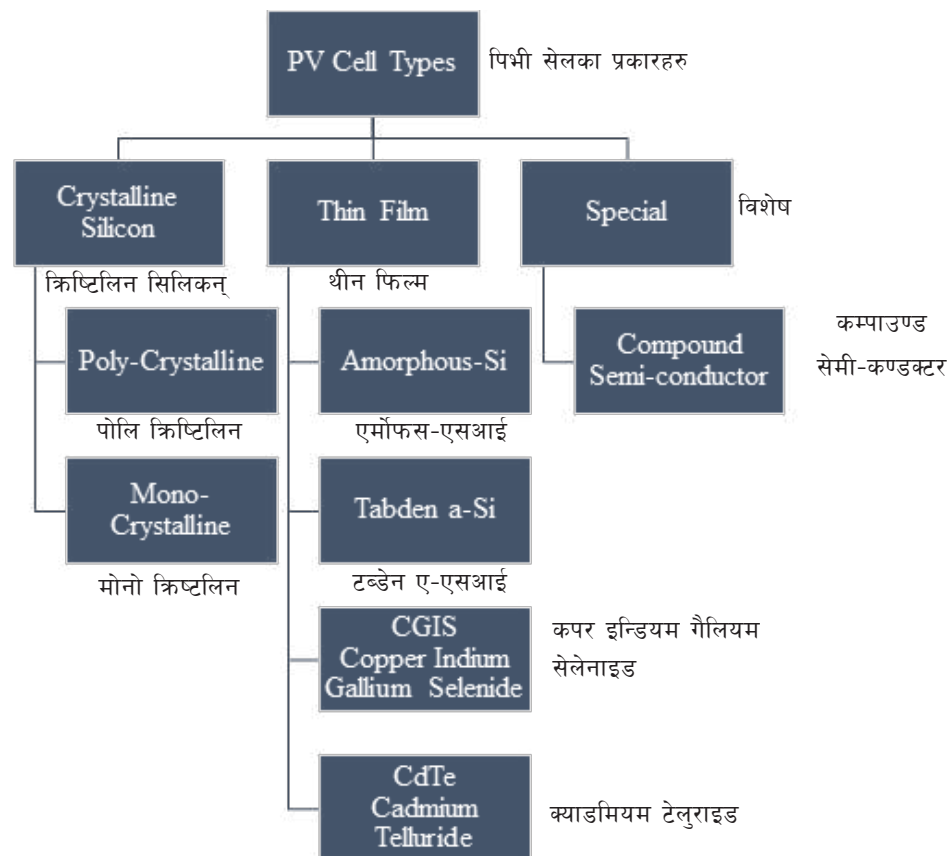 PV Cell Types
पिभी सेलका प्रकारहरु
Crystalline
Silicon
क्रिष्टिलिन सिलिकन्
Thin Film
थीन फिल्म
Special
विशेष
Poly-Crystalline
पोलि क्रिष्टिलिन
Amorphous-Si
एर्मोफस-एसआई
Compound
Semi-conductor
कम्पाउण्ड
सेमी-कण्डक्टर
Mono-
Crystalline
मोनो क्रिष्टलिन
Tabden a-Si
टब्डेन ए-एसआई
CGIS
Copper Indium
Gallium Selenide
कपर इन्डियम गैलियम
सेलेनाइड
CdTe
Cadmium
Telluride
क्याडमियम टेलुराइड